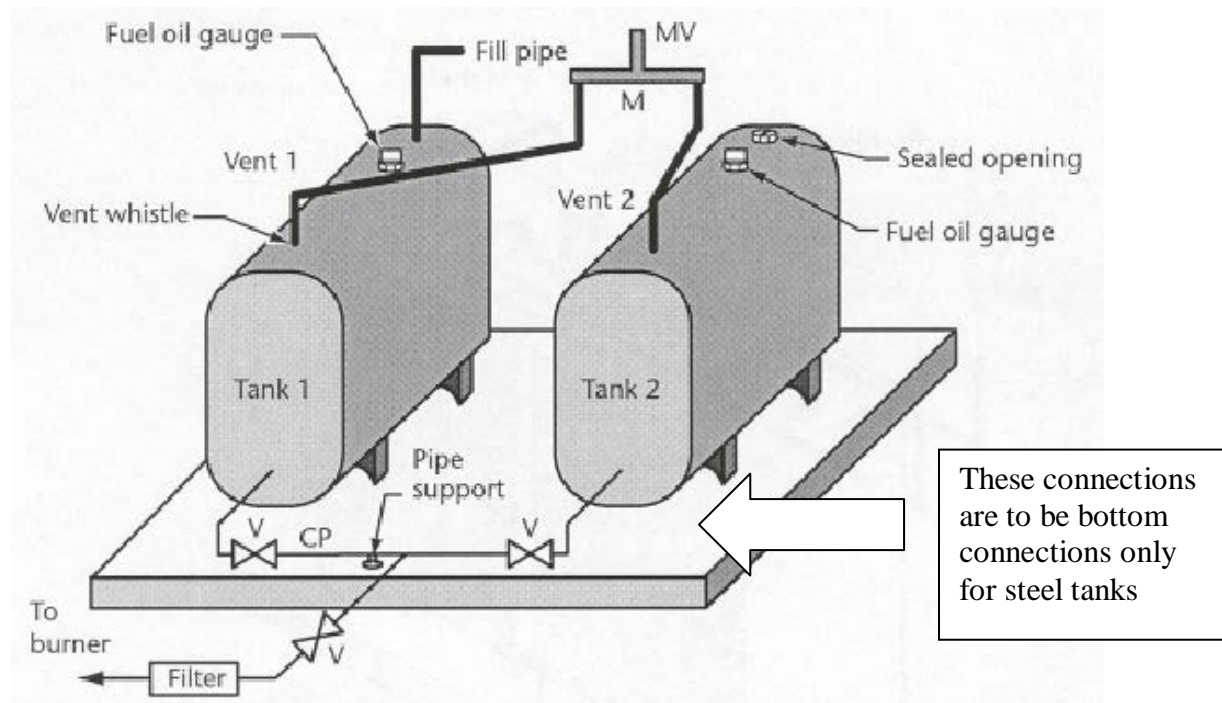 Fuel oil gauge
Fill pipe
MV
M
Vent 1
Sealed opening
Vent whistle
Vent 2
Fuel oil gauge
Tank 1
Tank 2
Pipe
support
V
CP
V
These connections
are to be bottom
connections only
for steel tanks
To
burner
V
Filter